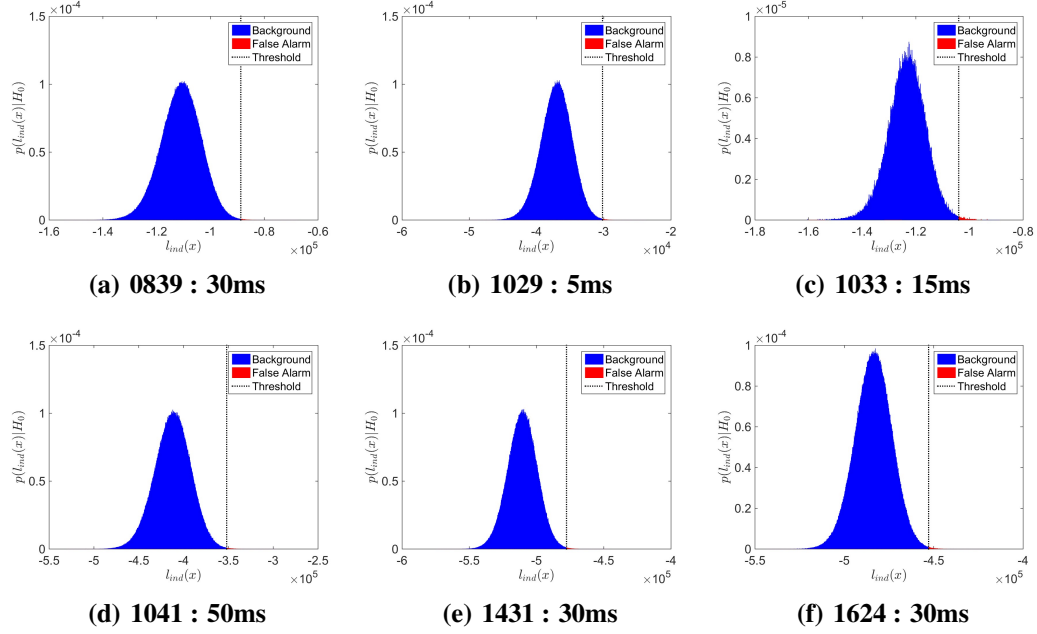 ×10^-4
1.5
1
0.5
0
p(l_ind(x)|H_0)
Background
False Alarm
Threshold
-1.6 -1.4 -1.2 -1 -0.8 -0.6
l_ind(x)
×10^5
(a) 0839 : 30ms
×10^-4
1.5
1
0.5
0
p(l_ind(x)|H_0)
Background
False Alarm
Threshold
-6 -5 -4 -3 -2
l_ind(x)
×10^4
(b) 1029 : 5ms
×10^-5
1
0.8
0.6
0.4
0.2
0
p(l_ind(x)|H_0)
Background
False Alarm
Threshold
-1.8 -1.6 -1.4 -1.2 -1 -0.8
l_ind(x)
×10^5
(c) 1033 : 15ms
×10^-4
1.5
1
0.5
0
p(l_ind(x)|H_0)
Background
False Alarm
Threshold
-5.5 -5 -4.5 -4 -3.5 -3 -2.5
l_ind(x)
×10^5
(d) 1041 : 50ms
×10^-4
1.5
1
0.5
0
p(l_ind(x)|H_0)
Background
False Alarm
Threshold
-6 -5.5 -5 -4.5 -4
l_ind(x)
×10^5
(e) 1431 : 30ms
×10^-4
1
0.8
0.6
0.4
0.2
0
p(l_ind(x)|H_0)
Background
False Alarm
Threshold
-5.5 -5 -4.5 -4
l_ind(x)
×10^5
(f) 1624 : 30ms